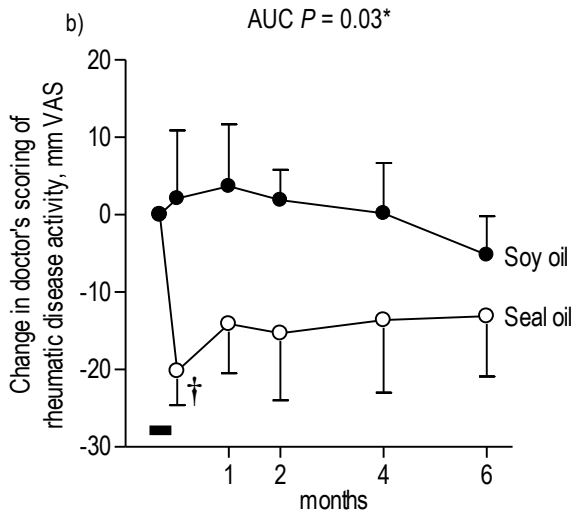 b)
AUC P = 0.03*
Change in doctor's scoring of
rheumatic disease activity, mm VAS
20
10
0
-10
-20
-30
Soy oil
Seal oil
†
1
2
4
6
months